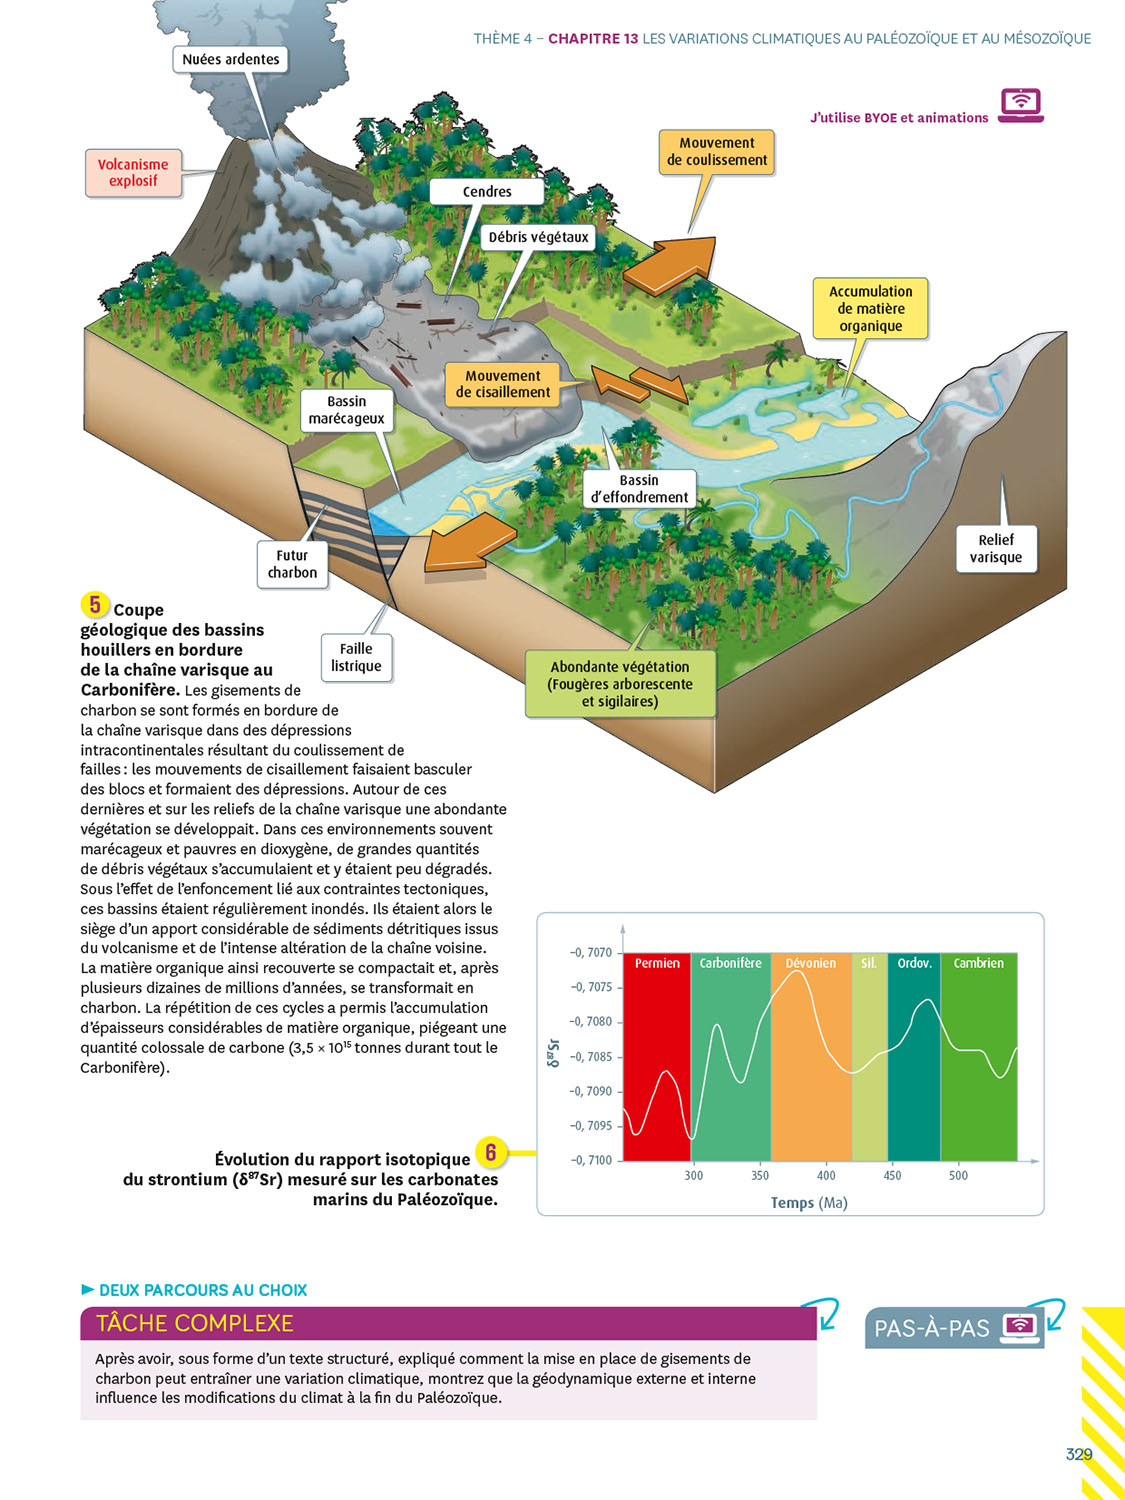 THÈME 4 – CHAPITRE 13 LES VARIATIONS CLIMATIQUES AU PALÉOZOÏQUE ET AU MÉSOZOÏQUE
J'utilise BYOE et animations
Nuées ardentes
Volcanisme
explosif
Cendres
Débris végétaux
Mouvement
de coulissement
Accumulation
de matière
organique
Mouvement
de cisaillement
Bassin
marécageux
Bassin
d'effondrement
Relief
varisque
Futur
charbon
Faille
listrique
Abondante végétation
(Fougères arborescente
et sigilaires)
5 Coupe
géologique des bassins
houillers en bordure
de la chaîne varisque au
Carbonifère. Les gisements de
charbon se sont formés en bordure de
la chaîne varisque dans des dépressions
intracontinentales résultant du coulissement de
failles : les mouvements de cisaillement faisaient basculer
des blocs et formaient des dépressions. Autour de ces
dernières et sur les reliefs de la chaîne varisque une abondante
végétation se développait. Dans ces environnements souvent
marécageux et pauvres en dioxygène, de grandes quantités
de débris végétaux s'accumulaient et y étaient peu dégradés.
Sous l'effet de l'enfoncement lié aux contraintes tectoniques,
ces bassins étaient régulièrement inondés. Ils étaient alors le
siège d'un apport considérable de sédiments détritiques issus
du volcanisme et de l'intense altération de la chaîne voisine.
La matière organique ainsi recouverte se compactait et, après
plusieurs dizaines de millions d'années, se transformait en
charbon. La répétition de ces cycles a permis l'accumulation
d'épaisseurs considérables de matière organique, piégeant une
quantité colossale de carbone (3,5 × 10¹⁵ tonnes durant tout le
Carbonifère).
6
Évolution du rapport isotopique
du strontium (δ⁸⁷Sr) mesuré sur les carbonates
marins du Paléozoïque.
δ⁸⁷Sr
–0, 7070
–0, 7075
–0, 7080
–0, 7085
–0, 7090
–0, 7095
–0, 7100
Permien Carbonifère Dévonien Sil. Ordov. Cambrien
300 350 400 450 500
Temps (Ma)
► DEUX PARCOURS AU CHOIX
TÂCHE COMPLEXE
Après avoir, sous forme d'un texte structuré, expliqué comment la mise en place de gisements de
charbon peut entraîner une variation climatique, montrez que la géodynamique externe et interne
influence les modifications du climat à la fin du Paléozoïque.
PAS-À-PAS
329